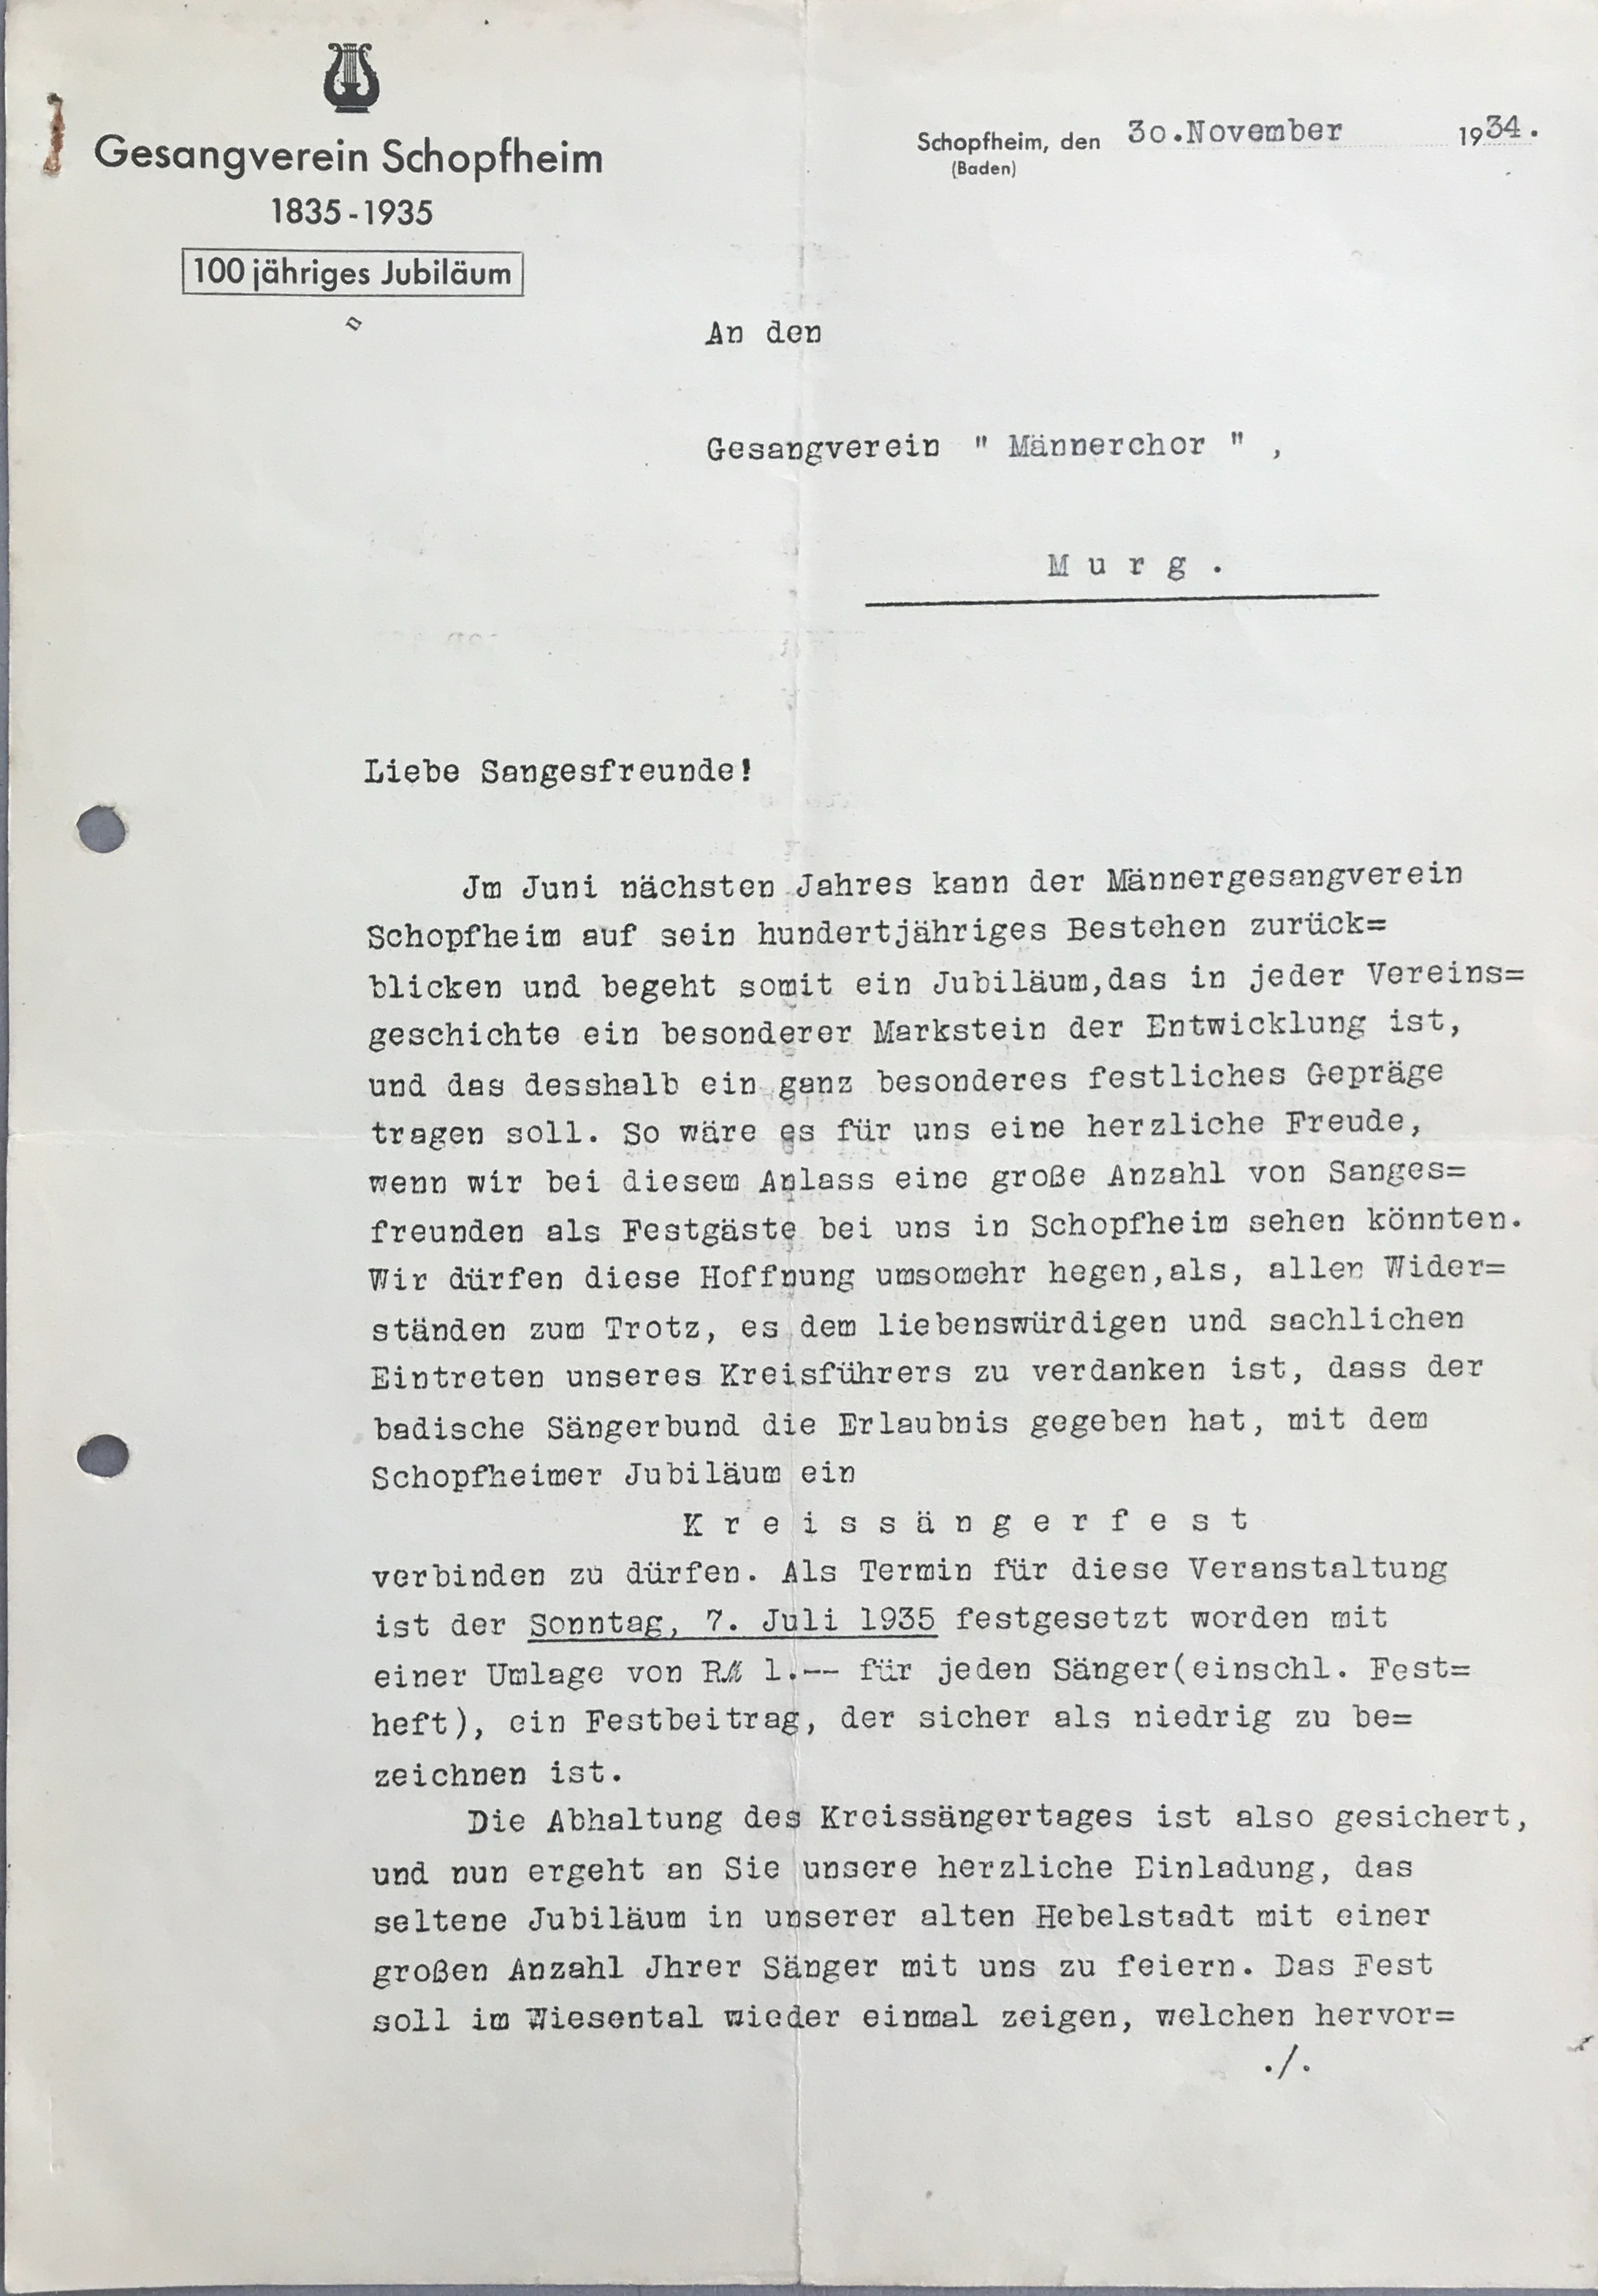 Gesangverein Schopfheim
1835-1935
100 jähriges Jubiläum
Schopfheim, den 30.November 1934.
(Baden)
An den
Gesangverein " Männerchor " ,
M u r g .
Liebe Sangesfreunde!
Jm Juni nächsten Jahres kann der Männergesangverein
Schopfheim auf sein hundertjähriges Bestehen zurück=
blicken und begeht somit ein Jubiläum,das in jeder Vereins=
geschichte ein besonderer Markstein der Entwicklung ist,
und das desshalb ein ganz besonderes festliches Gepräge
tragen soll. So wäre es für uns eine herzliche Freude,
wenn wir bei diesem Anlass eine große Anzahl von Sanges=
freunden als Festgäste bei uns in Schopfheim sehen könnten.
Wir dürfen diese Hoffnung umsomehr hegen,als, allen Wider=
ständen zum Trotz, es dem liebenswürdigen und sachlichen
Eintreten unseres Kreisführers zu verdanken ist, dass der
badische Sängerbund die Erlaubnis gegeben hat, mit dem
Schopfheimer Jubiläum ein
K r e i s s ä n g e r f e s t
verbinden zu dürfen. Als Termin für diese Veranstaltung
ist der Sonntag, 7. Juli 1935 festgesetzt worden mit
einer Umlage von RM 1.-- für jeden Sänger(einschl. Fest=
heft), ein Festbeitrag, der sicher als niedrig zu be=
zeichnen ist.
Die Abhaltung des Kreissängertages ist also gesichert,
und nun ergeht an Sie unsere herzliche Einladung, das
seltene Jubiläum in unserer alten Hebelstadt mit einer
großen Anzahl Jhrer Sänger mit uns zu feiern. Das Fest
soll im Wiesental wieder einmal zeigen, welchen hervor=
./.